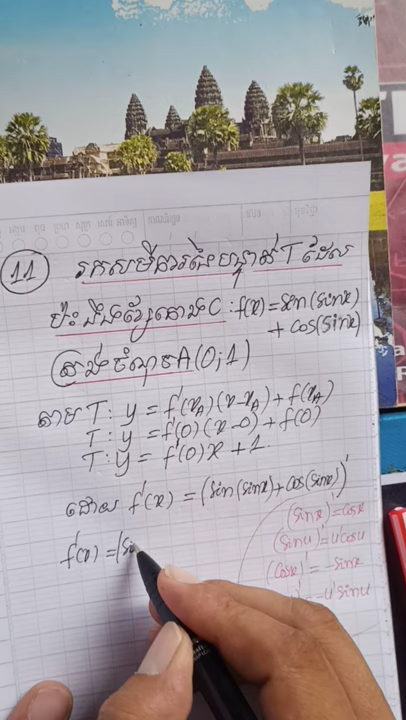 11
រកសមីការនៃបន្ទាត់ T ដែល
ប៉ះនឹងខ្សែកោង C : f(x) = sin(sinx)
+ cos(sinx)
ត្រង់ចំណុច A(0;1)
តាម T : y = f'(x_A)(x-x_A) + f(x_A)
T : y = f'(0)(x-0) + f(0)
T : y = f'(0)x + 1.
ដោយ f'(x) = (sin(sinx) + cos(sinx))'
f'(x) = (s
(sinx)' = cosx
(sinu)' = u'cosu
(cosx)' = -sinx
= -u'sinu